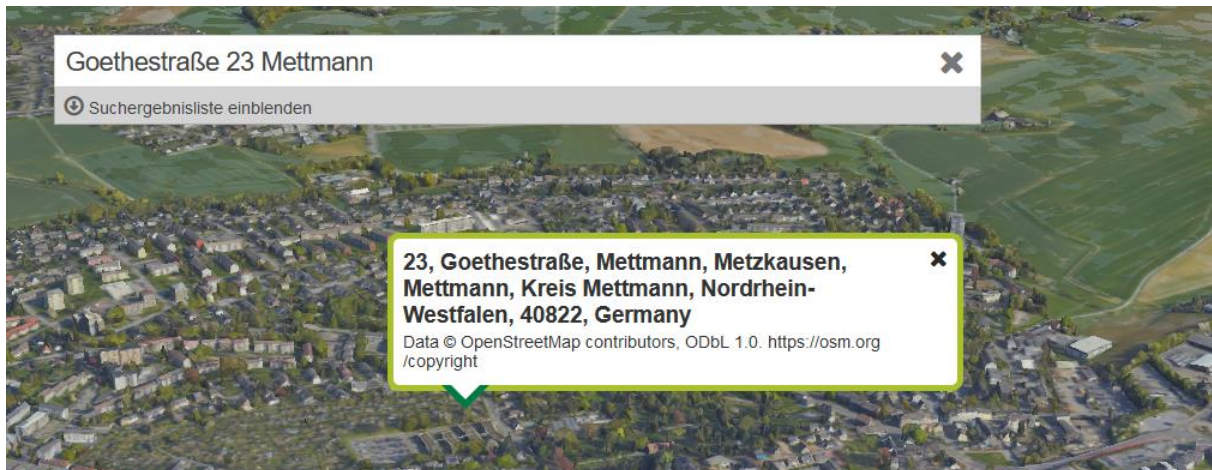 Goethestraße 23 Mettmann
Suchergebnisliste einblenden
23, Goethestraße, Mettmann, Metzkausen,
Mettmann, Kreis Mettmann, Nordrhein-
Westfalen, 40822, Germany
Data © OpenStreetMap contributors, ODbL 1.0. https://osm.org
/copyright